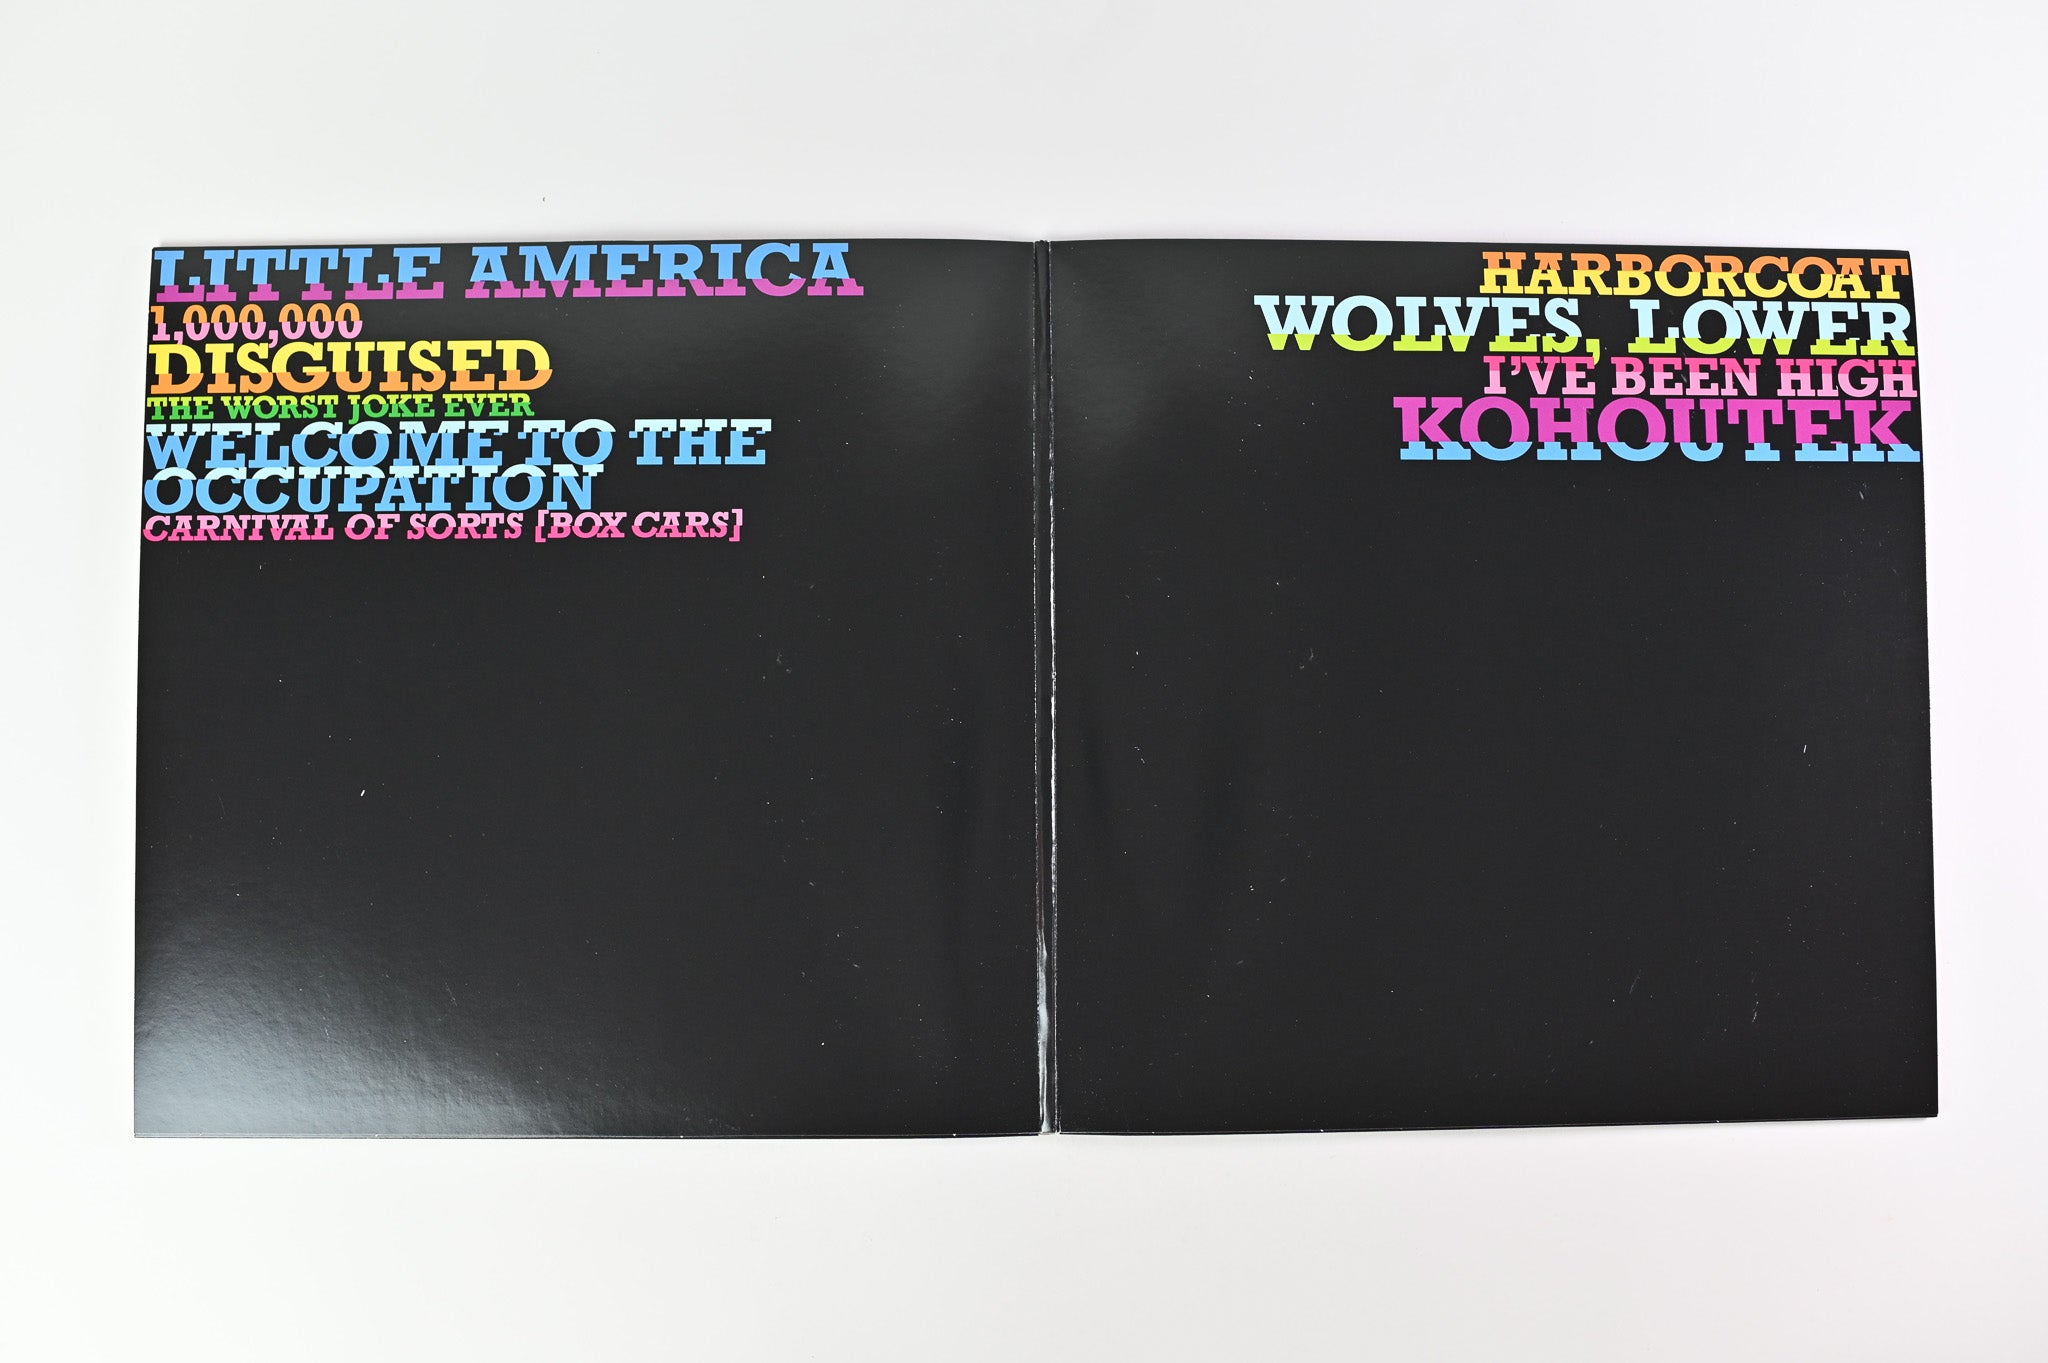 LITTLE AMERICA
1,000,000
DISGUISED
THE WORST JOKE EVER
WELCOME TO THE
OCCUPATION
CARNIVAL OF SORTS [BOX CARS]
HARBORCOAT
WOLVES, LOWER
I'VE BEEN HIGH
KOHOUTEK